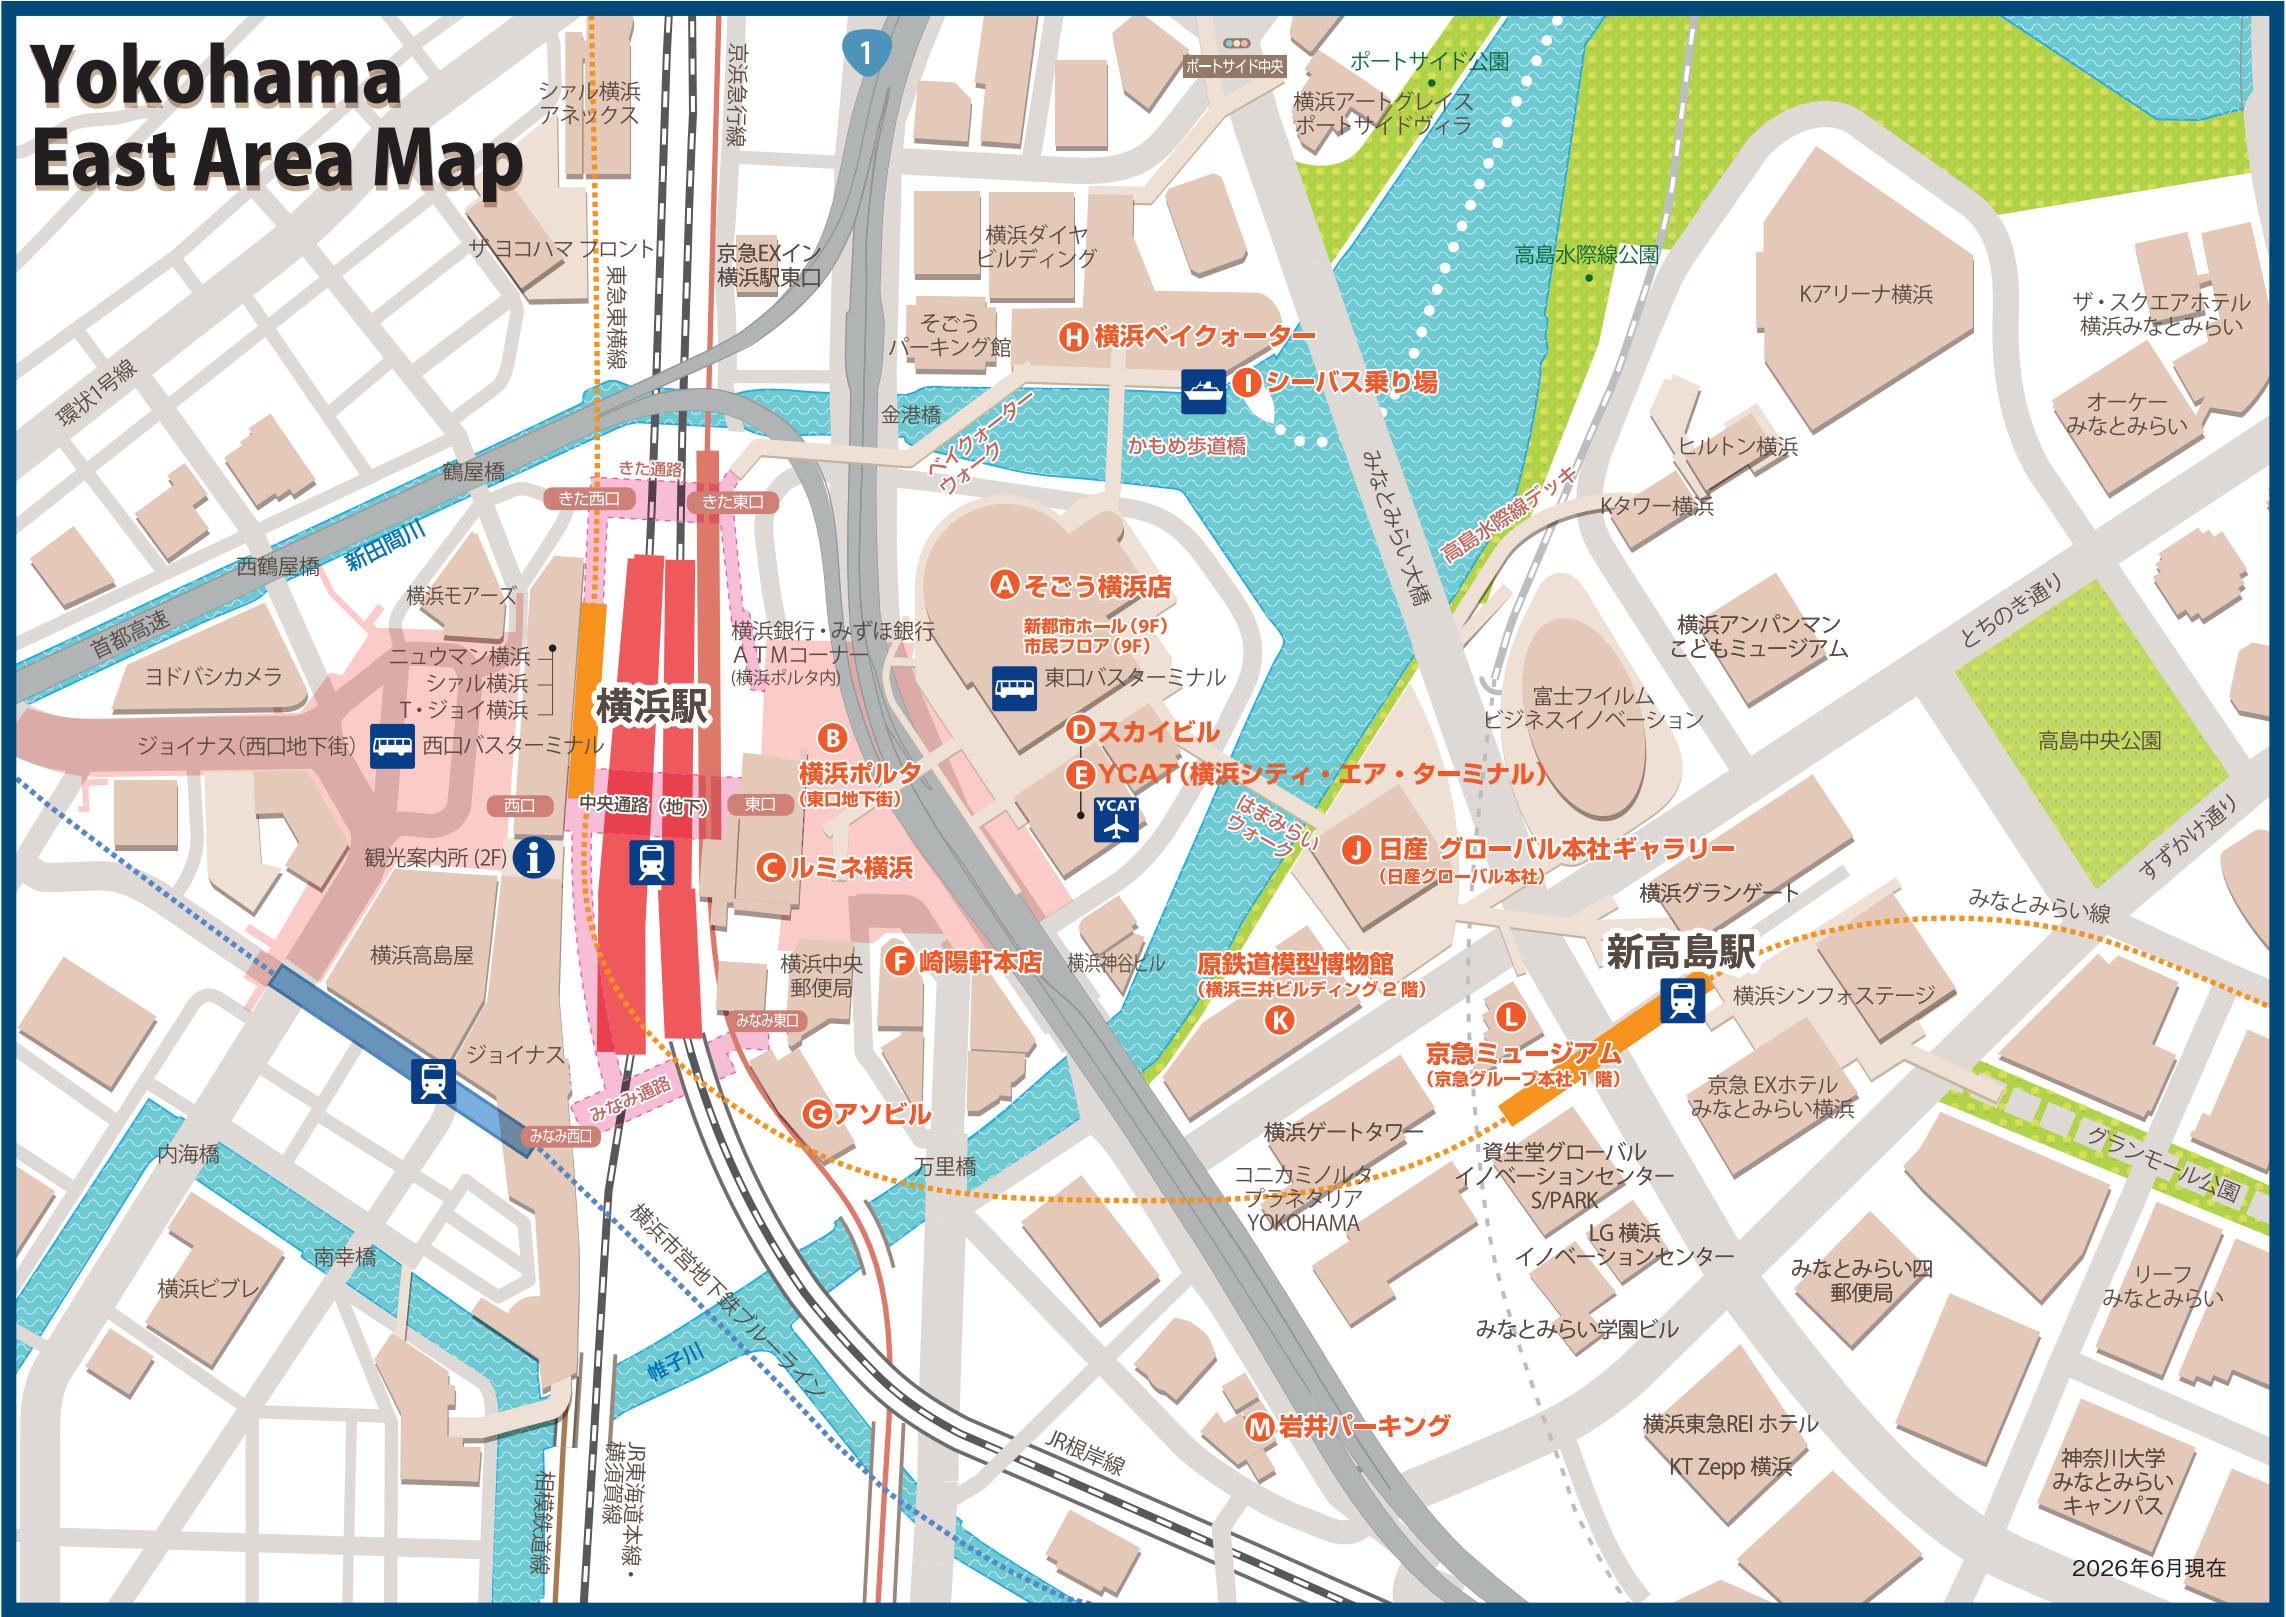 Yokohama
East Area Map
シァル横浜
アネックス
京浜急行線
1
ポートサイド中央
ポートサイド公園
横浜アートグレイス
ポートサイドヴィラ
ザ ヨコハマ フロント
東急東横線
京急EXイン
横浜駅東口
横浜ダイヤ
ビルディング
高島水際線公園
Kアリーナ横浜
ザ・スクエアホテル
横浜みなとみらい
そごう
パーキング館
H 横浜ベイクォーター
I シーバス乗り場
環状1号線
金港橋
ベイクォーター
ウォーク
かもめ歩道橋
オーケー
みなとみらい
ヒルトン横浜
みなとみらい大橋
高島水際線デッキ
Kタワー横浜
鶴屋橋
きた通路
きた西口
きた東口
新田間川
西鶴屋橋
首都高速
横浜モアーズ
A そごう横浜店
新都市ホール(9F)
市民フロア(9F)
横浜銀行・みずほ銀行
ATMコーナー
(横浜ポルタ内)
東口バスターミナル
横浜アンパンマン
こどもミュージアム
とちのき通り
ヨドバシカメラ
ニュウマン横浜
シァル横浜
T・ジョイ横浜
横浜駅
富士フイルム
ビジネスイノベーション
高島中央公園
ジョイナス(西口地下街)
西口バスターミナル
B
横浜ポルタ
(東口地下街)
D スカイビル
E YCAT(横浜シティ・エア・ターミナル)
YCAT
西口
中央通路(地下)
東口
はまみらい
ウォーク
すずかけ通り
観光案内所 (2F)
C ルミネ横浜
J 日産 グローバル本社ギャラリー
(日産グローバル本社)
横浜グランゲート
みなとみらい線
横浜高島屋
横浜中央
郵便局
F 崎陽軒本店
横浜神谷ビル
原鉄道模型博物館
(横浜三井ビルディング2階)
K
新高島駅
横浜シンフォステージ
L
京急ミュージアム
(京急グループ本社1階)
みなみ東口
ジョイナス
みなみ通路
みなみ西口
G アソビル
京急 EXホテル
みなとみらい横浜
横浜ゲートタワー
コニカミノルタ
プラネタリア
YOKOHAMA
資生堂グローバル
イノベーションセンター
S/PARK
グランモール公園
内海橋
万里橋
南幸橋
横浜ビブレ
横浜市営地下鉄ブルーライン
LG 横浜
イノベーションセンター
みなとみらい四
郵便局
リーフ
みなとみらい
帷子川
みなとみらい学園ビル
M 岩井パーキング
横浜東急REI ホテル
KT Zepp 横浜
JR根岸線
神奈川大学
みなとみらい
キャンパス
相模鉄道線
JR東海道本線・
横須賀線
2026年6月現在